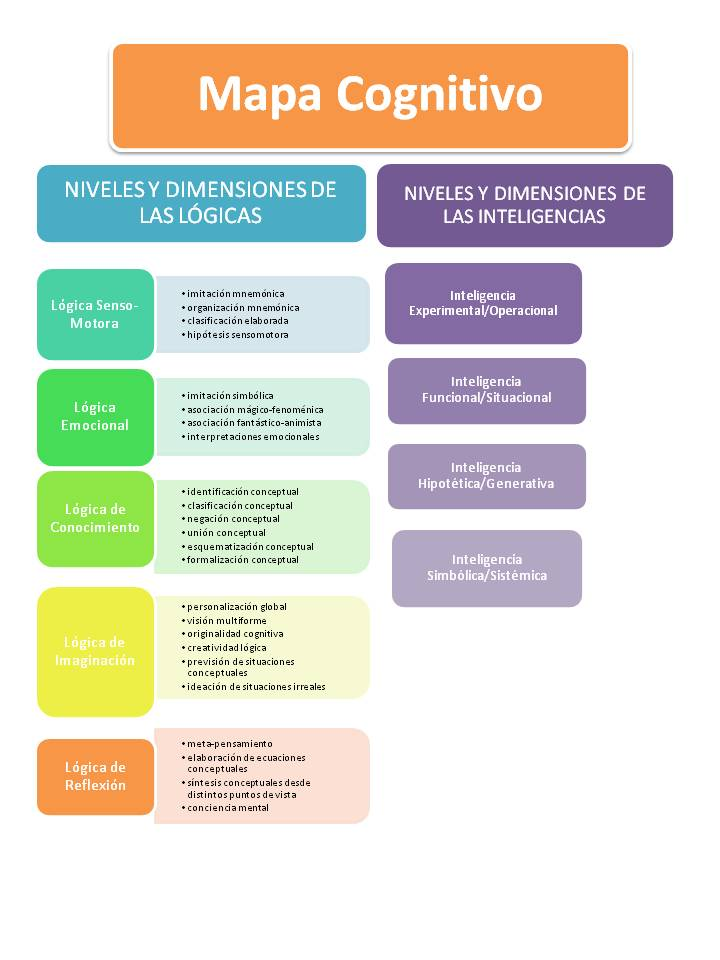 Mapa Cognitivo
NIVELES Y DIMENSIONES DE
LAS LÓGICAS
Lógica Senso-
Motora
• imitación mnemónica
• organización mnemónica
• clasificación elaborada
• hipótesis sensomotora
Lógica
Emocional
• imitación simbólica
• asociación mágico-fenoménica
• asociación fantástico-animista
• interpretaciones emocionales
Lógica de
Conocimiento
• identificación conceptual
• clasificación conceptual
• negación conceptual
• unión conceptual
• esquematización conceptual
• formalización conceptual
Lógica de
Imaginación
• personalización global
• visión multiforme
• originalidad cognitiva
• creatividad lógica
• previsión de situaciones
conceptuales
• ideación de situaciones irreales
Lógica de
Reflexión
• meta-pensamiento
• elaboración de ecuaciones
conceptuales
• síntesis conceptuales desde
distintos puntos de vista
• conciencia mental
NIVELES Y DIMENSIONES DE
LAS INTELIGENCIAS
Inteligencia
Experimental/Operacional
Inteligencia
Funcional/Situacional
Inteligencia
Hipotética/Generativa
Inteligencia
Simbólica/Sistémica